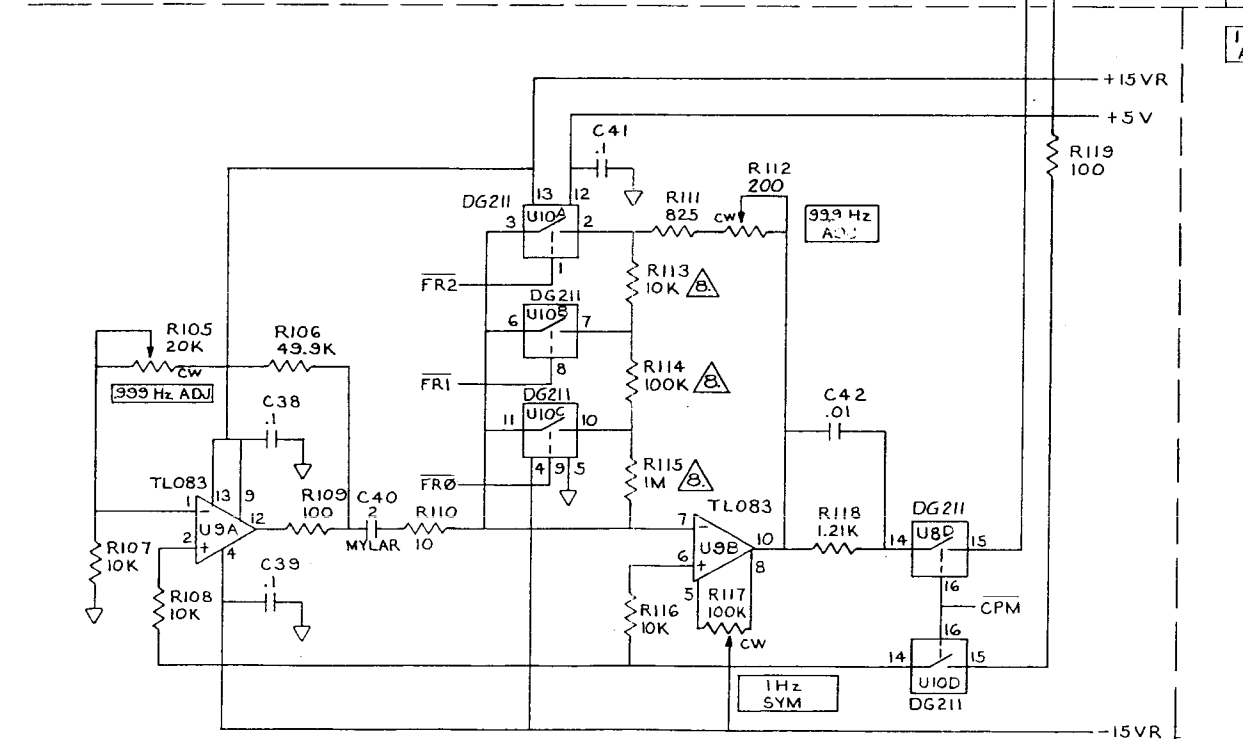 +15VR
+5V
C41
.1
R119
100
R112
200
R111
825
CW
99.9 Hz
ADJ
13
12
DG211
U10A
3
2
1
FR2
R113
10K
8.
DG211
U10B
6
7
8
FR1
R114
100K
8.
DG211
U10C
11
10
4
9
5
FRØ
R115
1M
8.
R105
20K
CW
.999 Hz ADJ
R106
49.9K
C38
.1
TL083
1
13
9
12
U9A
2
4
R109
100
C40
2
MYLAR
R110
10
R107
10K
R108
10K
C39
.1
C42
.01
TL083
7
10
U9B
6
8
5
R118
1.21K
DG211
U8D
14
15
16
CPM
R116
10K
R117
100K
CW
1Hz
SYM
16
14
15
U10D
DG211
-15VR